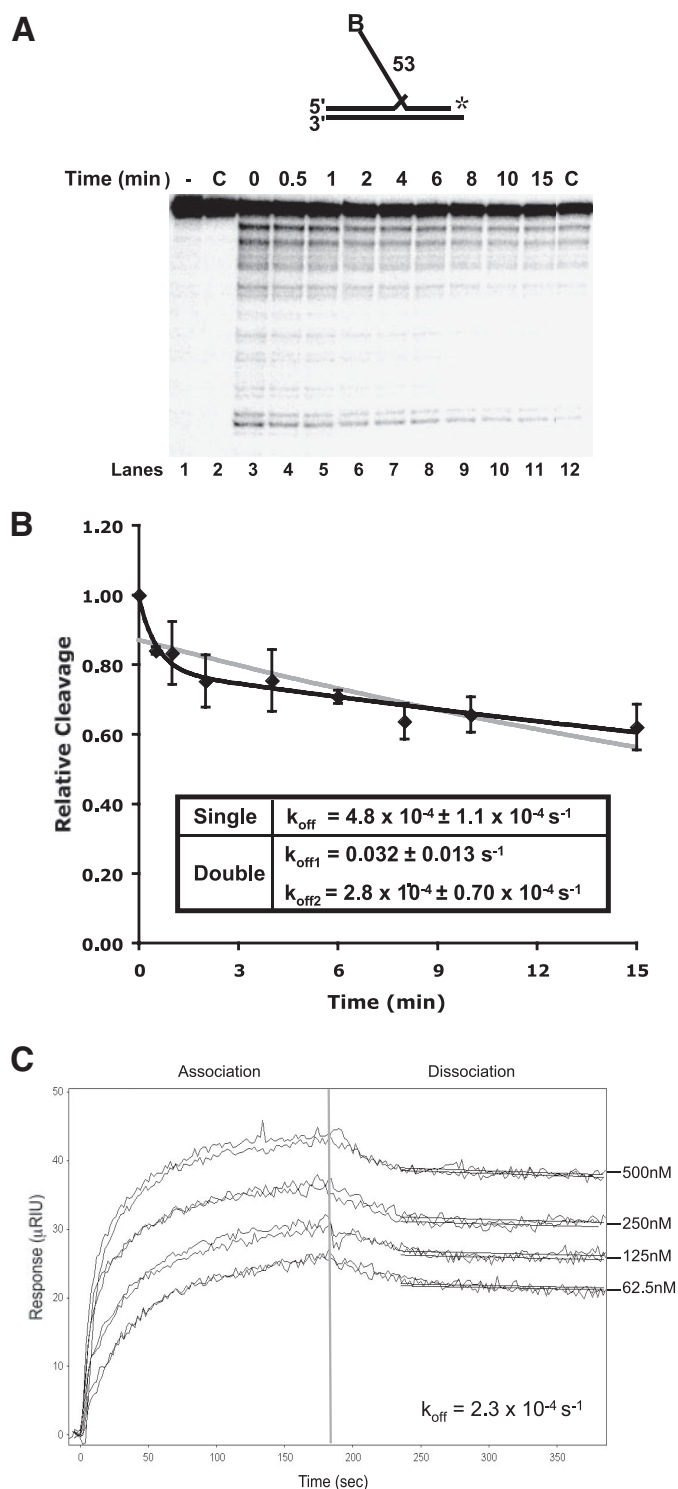 A
B
53
5' *
3'
Time (min) - C 0 0.5 1 2 4 6 8 10 15 C
Lanes 1 2 3 4 5 6 7 8 9 10 11 12
B
1.20
1.00
0.80
0.60
0.40
0.20
0.00
Relative Cleavage
Single k_off = 4.8 x 10⁻⁴ ± 1.1 x 10⁻⁴ s⁻¹
Double k_off1 = 0.032 ± 0.013 s⁻¹
k_off2 = 2.8 x 10⁻⁴ ± 0.70 x 10⁻⁴ s⁻¹
0 3 6 9 12 15
Time (min)
C
Association Dissociation
50
40
30
20
10
0
Response (µRIU)
500nM
250nM
125nM
62.5nM
k_off = 2.3 x 10⁻⁴ s⁻¹
0 50 100 150 200 250 300 350
Time (sec)